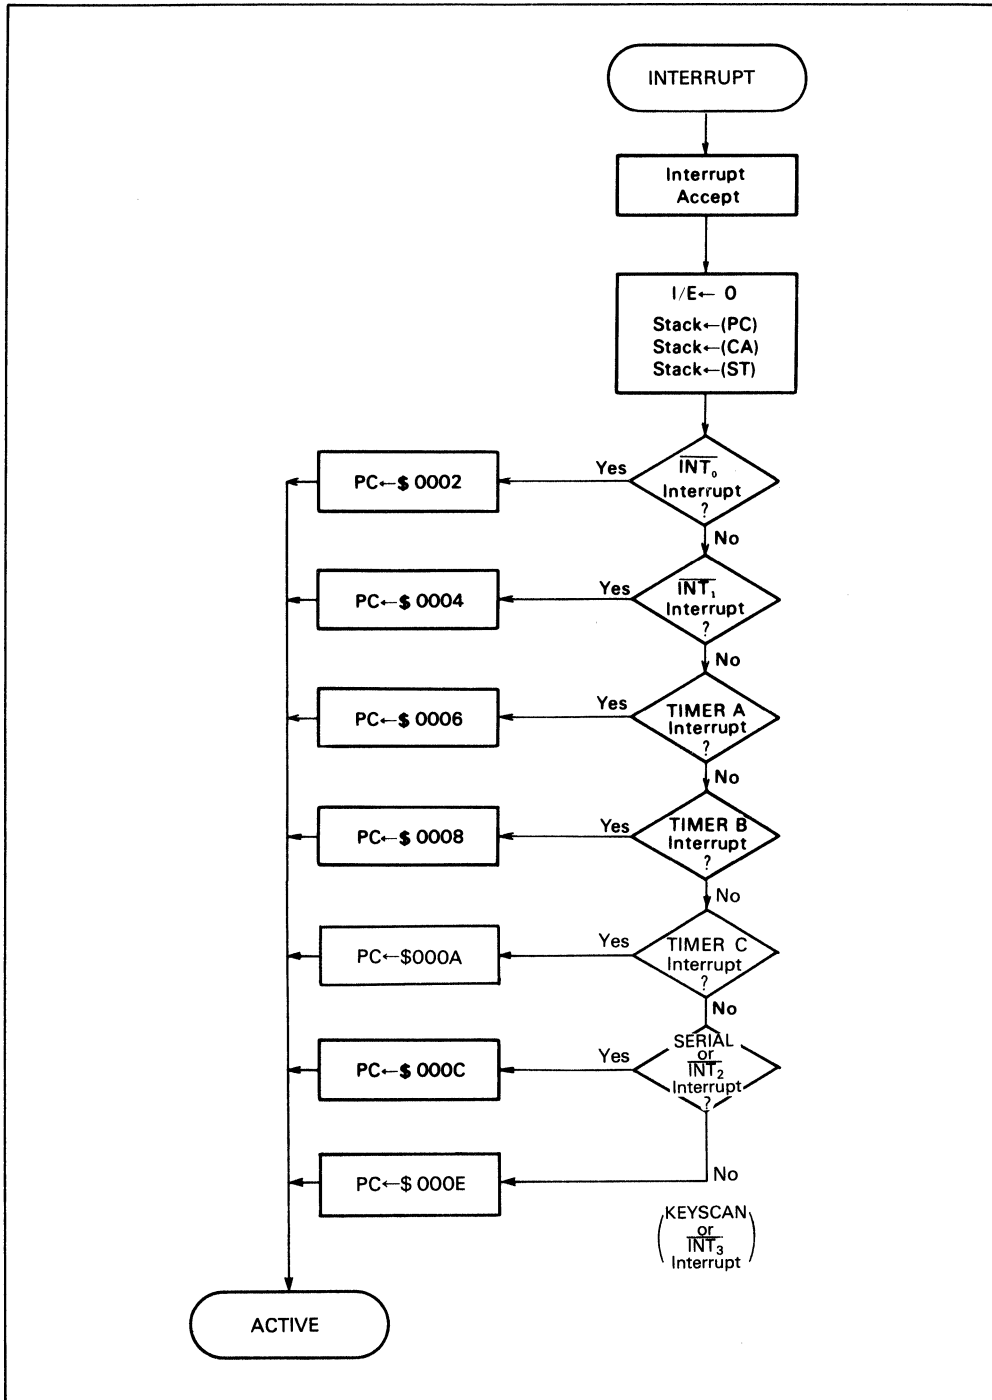 INTERRUPT
Interrupt
Accept
I/E← 0
Stack←(PC)
Stack←(CA)
Stack←(ST)
PC←$ 0002
Yes
INT₀
Interrupt
?
No
PC←$ 0004
Yes
INT₁
Interrupt
?
No
PC←$ 0006
Yes
TIMER A
Interrupt
?
No
PC←$ 0008
Yes
TIMER B
Interrupt
?
No
PC←$000A
Yes
TIMER C
Interrupt
?
No
PC←$ 000C
Yes
SERIAL
or
INT₂
Interrupt
?
PC←$ 000E
No
(KEYSCAN
or
INT₃
Interrupt)
ACTIVE